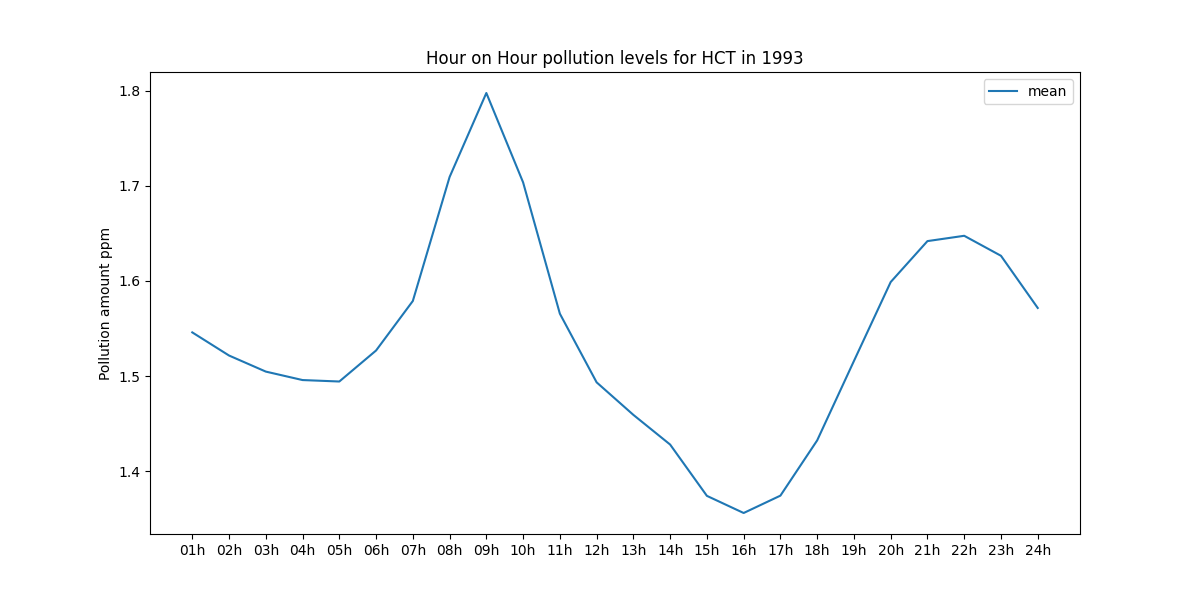 Hour on Hour pollution levels for HCT in 1993
mean
Pollution amount ppm
1.8
1.7
1.6
1.5
1.4
01h 02h 03h 04h 05h 06h 07h 08h 09h 10h 11h 12h 13h 14h 15h 16h 17h 18h 19h 20h 21h 22h 23h 24h